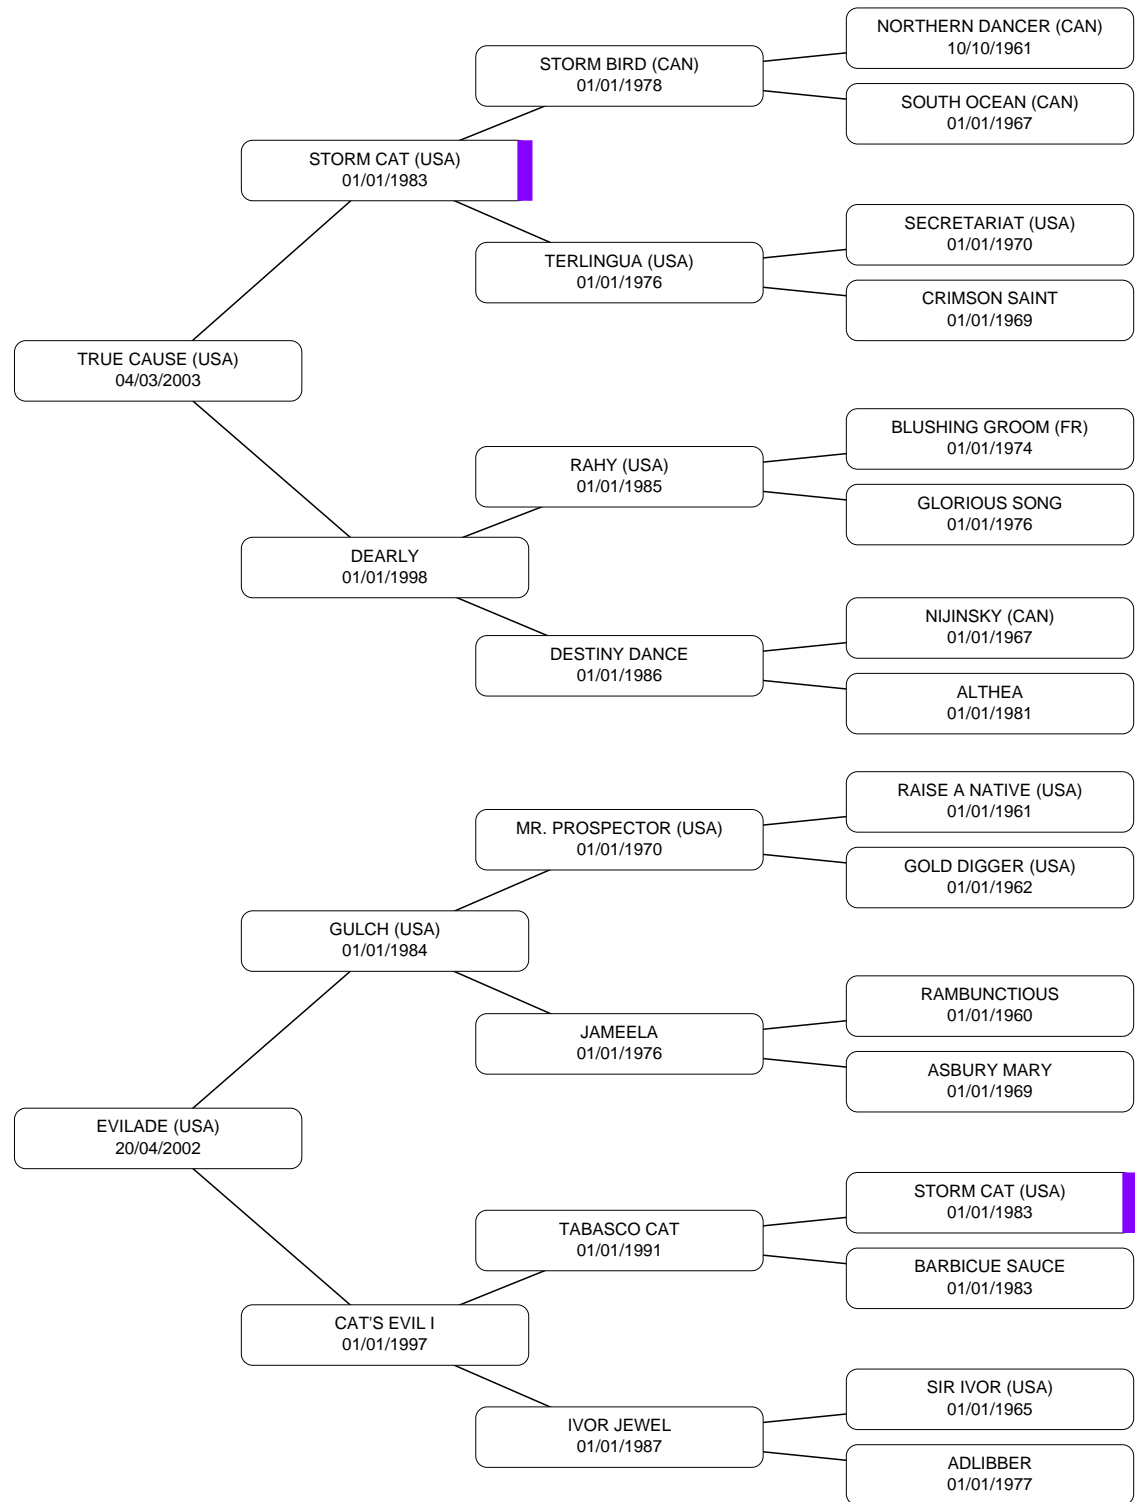 NORTHERN DANCER (CAN)
10/10/1961
STORM BIRD (CAN)
01/01/1978
SOUTH OCEAN (CAN)
01/01/1967
STORM CAT (USA)
01/01/1983
SECRETARIAT (USA)
01/01/1970
TERLINGUA (USA)
01/01/1976
CRIMSON SAINT
01/01/1969
TRUE CAUSE (USA)
04/03/2003
BLUSHING GROOM (FR)
01/01/1974
RAHY (USA)
01/01/1985
GLORIOUS SONG
01/01/1976
DEARLY
01/01/1998
NIJINSKY (CAN)
01/01/1967
DESTINY DANCE
01/01/1986
ALTHEA
01/01/1981
RAISE A NATIVE (USA)
01/01/1961
MR. PROSPECTOR (USA)
01/01/1970
GOLD DIGGER (USA)
01/01/1962
GULCH (USA)
01/01/1984
RAMBUNCTIOUS
01/01/1960
JAMEELA
01/01/1976
ASBURY MARY
01/01/1969
EVILADE (USA)
20/04/2002
STORM CAT (USA)
01/01/1983
TABASCO CAT
01/01/1991
BARBICUE SAUCE
01/01/1983
CAT'S EVIL I
01/01/1997
SIR IVOR (USA)
01/01/1965
IVOR JEWEL
01/01/1987
ADLIBBER
01/01/1977